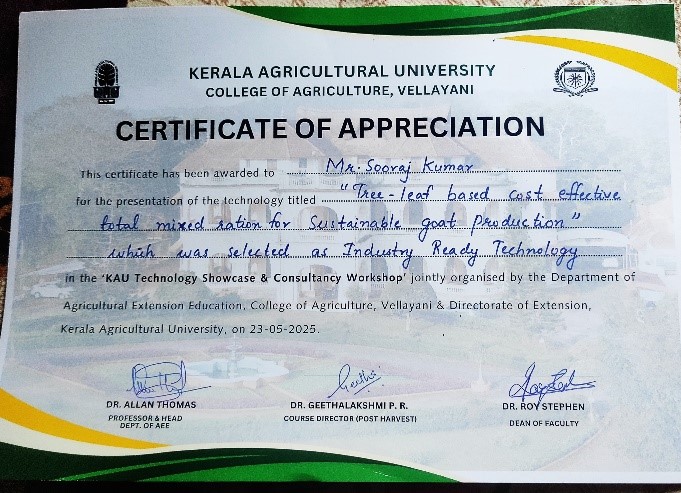 KERALA AGRICULTURAL UNIVERSITY
COLLEGE OF AGRICULTURE, VELLAYANI
CERTIFICATE OF APPRECIATION
This certificate has been awarded to Mr. Sooraj Kumar
for the presentation of the technology titled "Tree-leaf based cost effective
total mixed ration for Sustainable goat Production"
which was selected as Industry Ready Technology
in the 'KAU Technology Showcase & Consultancy Workshop' jointly organised by the Department of
Agricultural Extension Education, College of Agriculture, Vellayani & Directorate of Extension,
Kerala Agricultural University, on 23-05-2025.
Geetha
DR. ALLAN THOMAS
PROFESSOR & HEAD
DEPT. OF AEE
DR. GEETHALAKSHMI P. R.
COURSE DIRECTOR (POST HARVEST)
DR. ROY STEPHEN
DEAN OF FACULTY